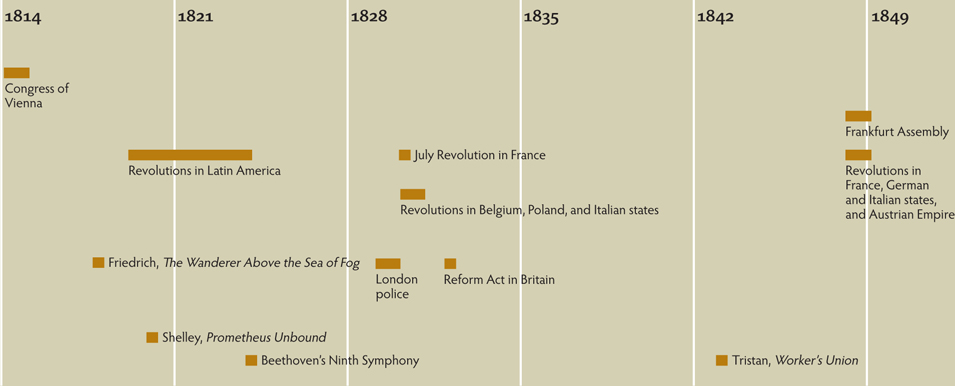 1814
1821
1828
1835
1842
1849
Congress of
Vienna
Frankfurt Assembly
July Revolution in France
Revolutions in Latin America
Revolutions in
France, German
and Italian states,
and Austrian Empire
Revolutions in Belgium, Poland, and Italian states
Friedrich, The Wanderer Above the Sea of Fog
London
police
Reform Act in Britain
Shelley, Prometheus Unbound
Beethoven's Ninth Symphony
Tristan, Worker's Union